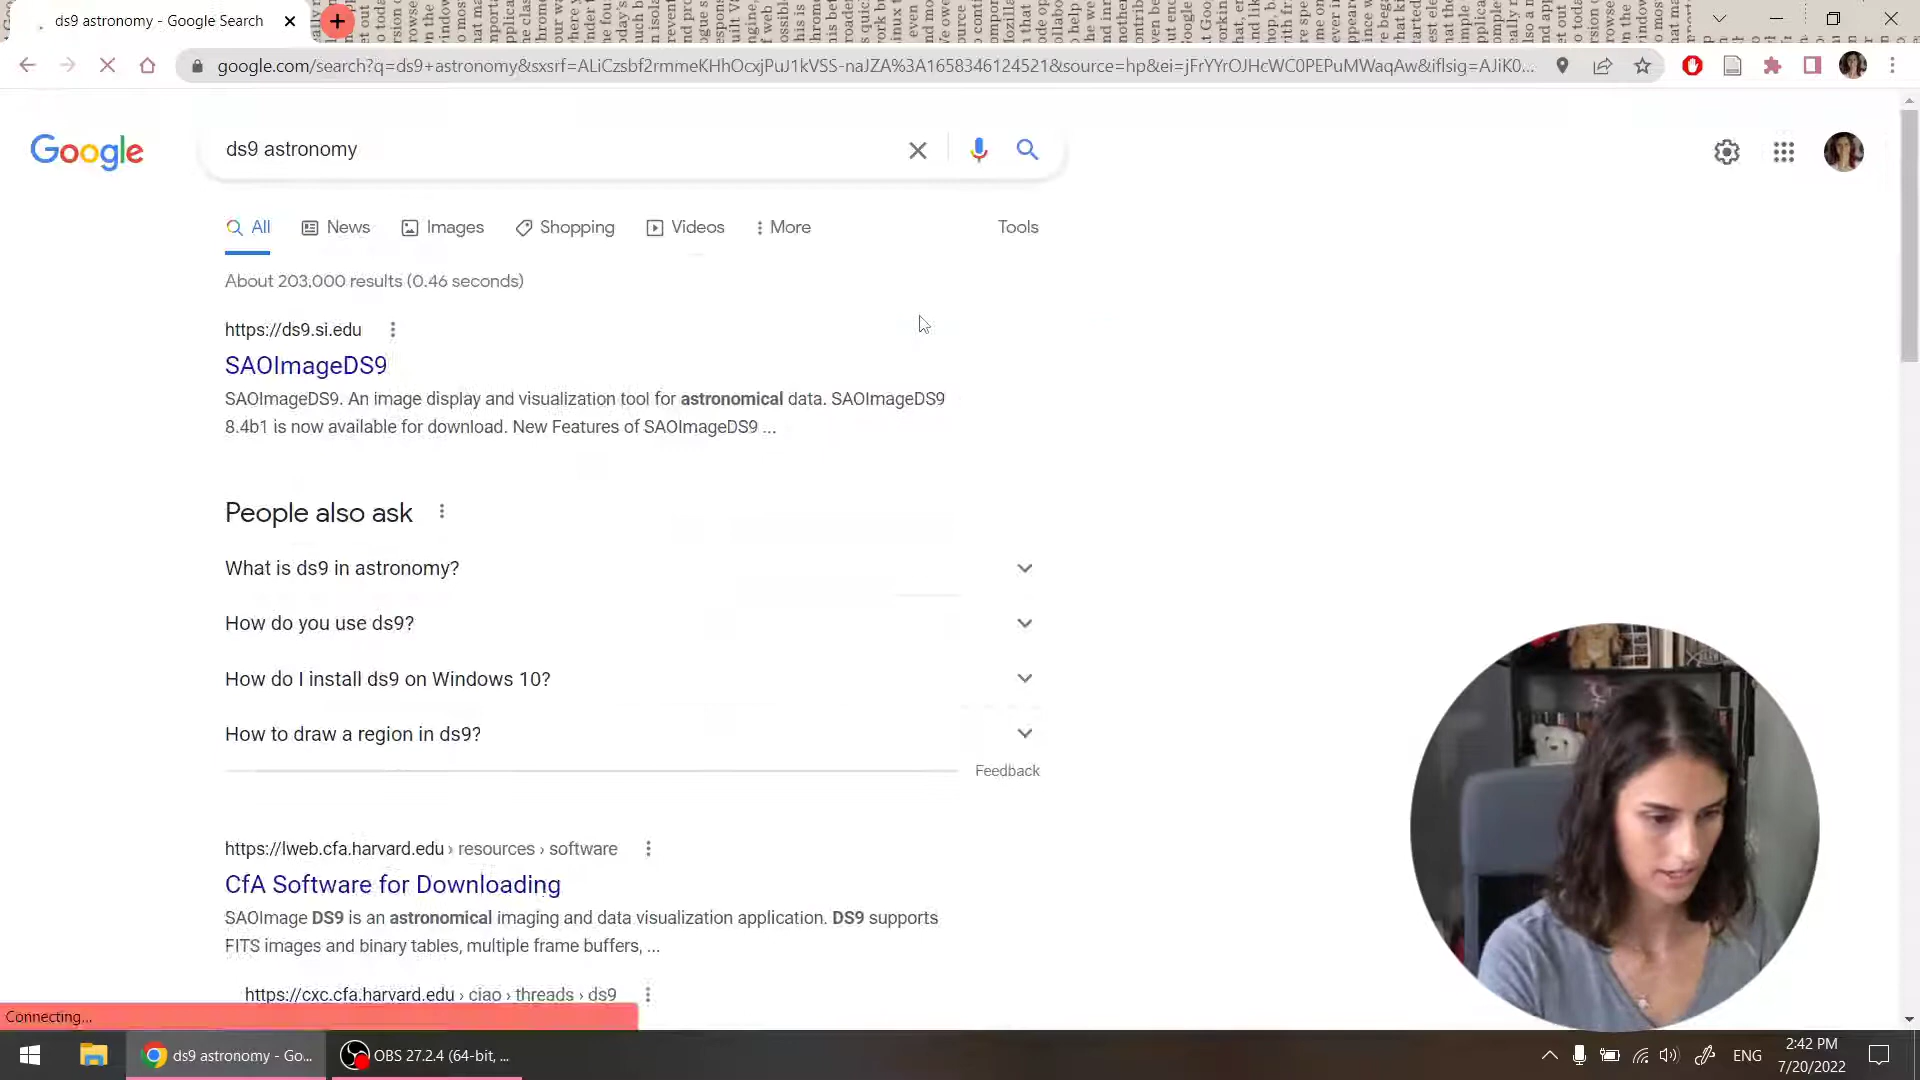 ds9 astronomy - Google Search
google.com/search?q=ds9+astronomy&sxsrf=ALiCzsbf2rmmeKHhOcxjPuJ1kVSS-naJZA%3A1658346124521&source=hp&ei=jFrYYrOJHcWC0PEPuMWaqAw&iflsig=AJiK0...
Google
ds9 astronomy
All
News
Images
Shopping
Videos
More
Tools
About 203,000 results (0.46 seconds)
https://ds9.si.edu
SAOImageDS9
SAOImageDS9. An image display and visualization tool for astronomical data. SAOImageDS9
8.4b1 is now available for download. New Features of SAOImageDS9 ...
People also ask
What is ds9 in astronomy?
How do you use ds9?
How do I install ds9 on Windows 10?
How to draw a region in ds9?
Feedback
https://lweb.cfa.harvard.edu › resources › software
CfA Software for Downloading
SAOImage DS9 is an astronomical imaging and data visualization application. DS9 supports
FITS images and binary tables, multiple frame buffers, ...
https://cxc.cfa.harvard.edu › ciao › threads › ds9
Connecting...
ds9 astronomy - Go...
OBS 27.2.4 (64-bit, ...
ENG
2:42 PM
7/20/2022